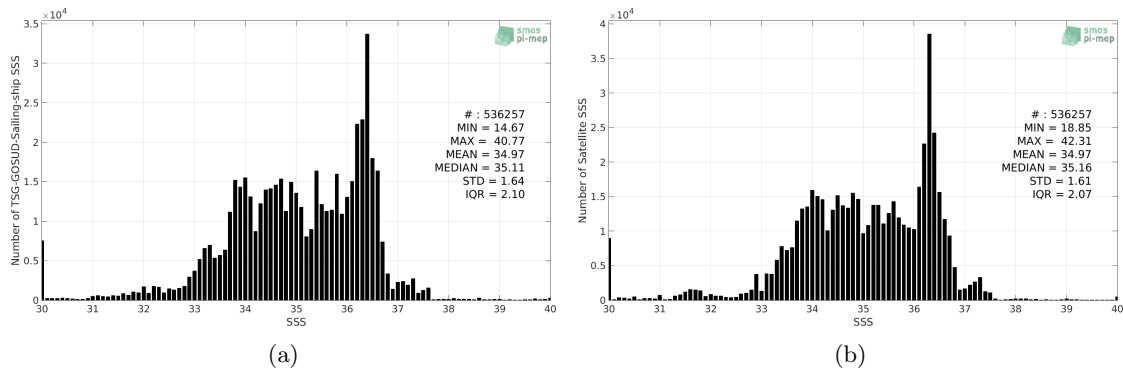 ×10⁴
3.5
3
2.5
2
1.5
1
0.5
0
Number of TSG-GOSUD-Sailing-ship SSS
smos
pi-mep
# : 536257
MIN = 14.67
MAX = 40.77
MEAN = 34.97
MEDIAN = 35.11
STD = 1.64
IQR = 2.10
30 31 32 33 34 35 36 37 38 39 40
SSS
(a)
×10⁴
4
3.5
3
2.5
2
1.5
1
0.5
0
Number of Satellite SSS
smos
pi-mep
# : 536257
MIN = 18.85
MAX = 42.31
MEAN = 34.97
MEDIAN = 35.16
STD = 1.61
IQR = 2.07
30 31 32 33 34 35 36 37 38 39 40
SSS
(b)